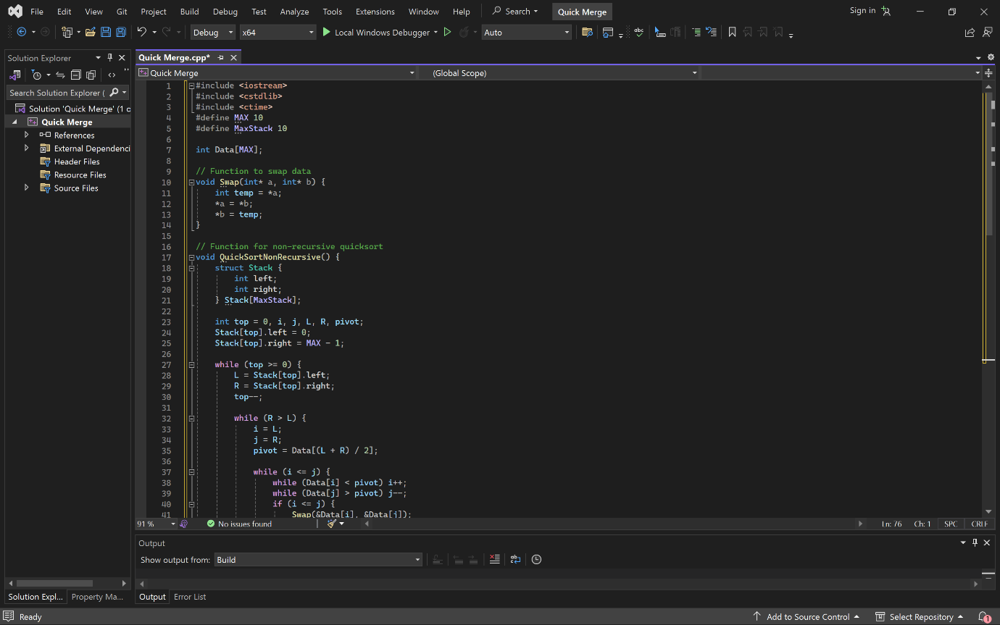 File Edit View Git Project Build Debug Test Analyze Tools Extensions Window Help Search Quick Merge Sign in
Debug x64 Local Windows Debugger Auto
Solution Explorer
Search Solution Explorer (
Solution 'Quick Merge' (1 o
Quick Merge
References
External Dependenci
Header Files
Resource Files
Source Files
Solution Expl... Property Ma...
Quick Merge.cpp*
Quick Merge (Global Scope)
1 #include <iostream>
2 #include <cstdlib>
3 #include <ctime>
4 #define MAX 10
5 #define MaxStack 10
6
7 int Data[MAX];
8
9 // Function to swap data
10 void Swap(int* a, int* b) {
11 int temp = *a;
12 *a = *b;
13 *b = temp;
14 }
15
16 // Function for non-recursive quicksort
17 void QuickSortNonRecursive() {
18 struct Stack {
19 int left;
20 int right;
21 } Stack[MaxStack];
22
23 int top = 0, i, j, L, R, pivot;
24 Stack[top].left = 0;
25 Stack[top].right = MAX - 1;
26
27 while (top >= 0) {
28 L = Stack[top].left;
29 R = Stack[top].right;
30 top--;
31
32 while (R > L) {
33 i = L;
34 j = R;
35 pivot = Data[(L + R) / 2];
36
37 while (i <= j) {
38 while (Data[i] < pivot) i++;
39 while (Data[j] > pivot) j--;
40 if (i <= j) {
41 Swap(&Data[i], &Data[j]);
91 % No issues found Ln: 76 Ch: 1 SPC CRLF
Output
Show output from: Build
Output Error List
Ready Add to Source Control Select Repository 1